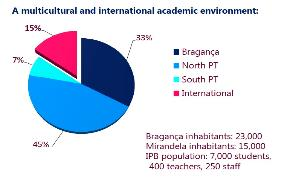 A multicultural and international academic environment:
15%
33%
7%
45%
Bragança
North PT
South PT
International
Bragança inhabitants: 23,000
Mirandela inhabitants: 15,000
IPB population: 7,000 students,
400 teachers, 250 staff